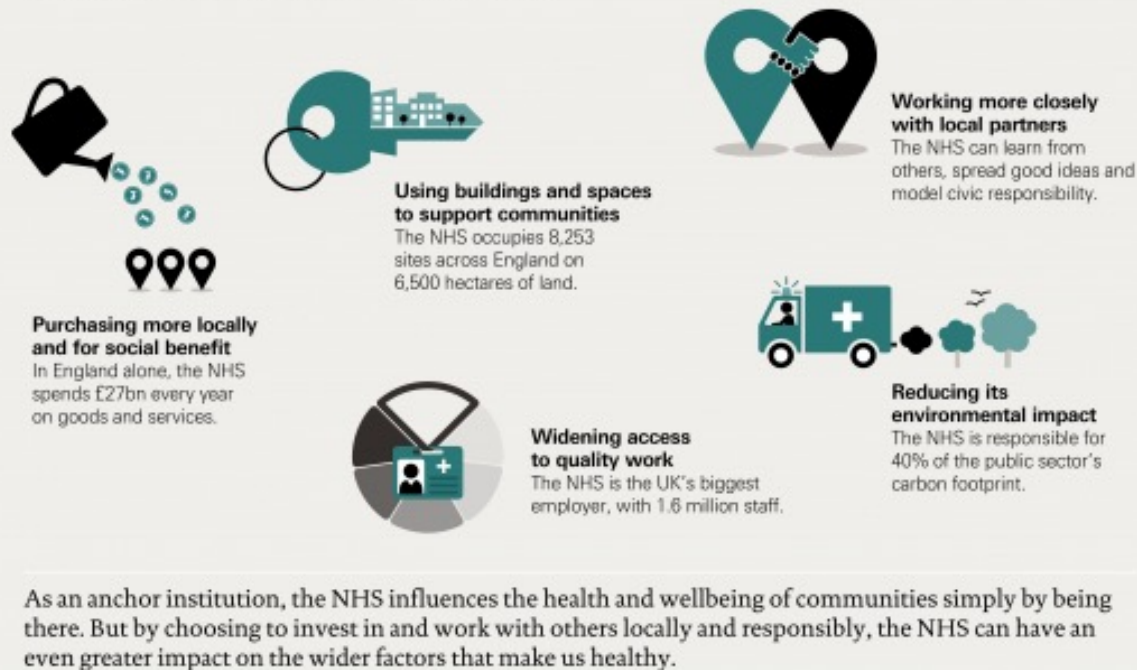 Purchasing more locally
and for social benefit
In England alone, the NHS
spends £27bn every year
on goods and services.
Using buildings and spaces
to support communities
The NHS occupies 8,253
sites across England on
6,500 hectares of land.
Working more closely
with local partners
The NHS can learn from
others, spread good ideas and
model civic responsibility.
Widening access
to quality work
The NHS is the UK's biggest
employer, with 1.6 million staff.
Reducing its
environmental impact
The NHS is responsible for
40% of the public sector's
carbon footprint.
As an anchor institution, the NHS influences the health and wellbeing of communities simply by being
there. But by choosing to invest in and work with others locally and responsibly, the NHS can have an
even greater impact on the wider factors that make us healthy.